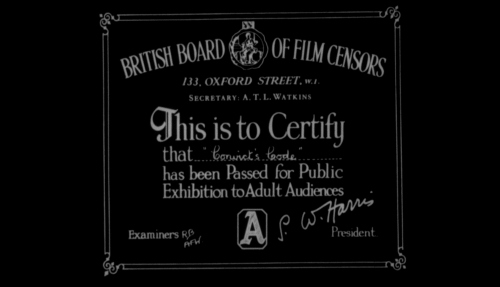 BRITISH BOARD OF FILM CENSORS
133, OXFORD STREET, W.1.
SECRETARY: A. T. L. WATKINS
This is to Certify
that "Convict's Code"
has been Passed for Public
Exhibition to Adult Audiences
A
S. W. Harris
Examiners
President.